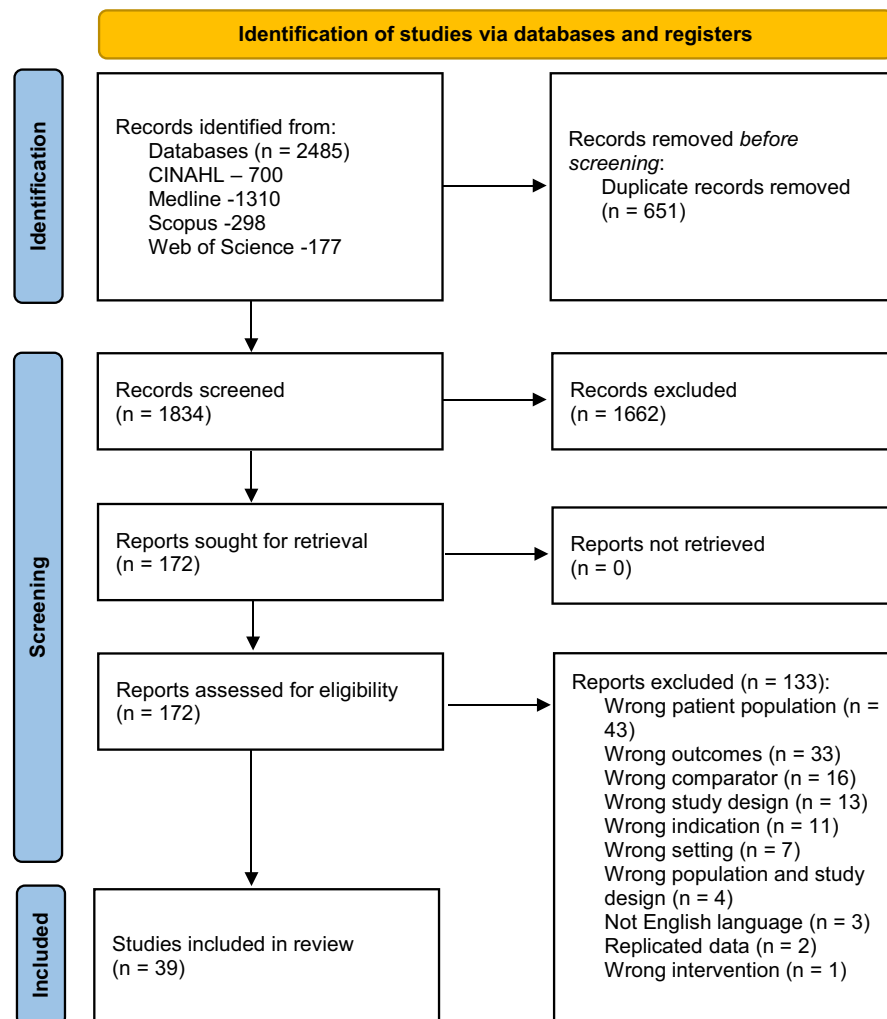 Identification of studies via databases and registers
Identification
Records identified from:
Databases (n = 2485)
CINAHL – 700
Medline -1310
Scopus -298
Web of Science -177
Records removed before
screening:
Duplicate records removed
(n = 651)
Screening
Records screened
(n = 1834)
Records excluded
(n = 1662)
Reports sought for retrieval
(n = 172)
Reports not retrieved
(n = 0)
Reports assessed for eligibility
(n = 172)
Reports excluded (n = 133):
Wrong patient population (n =
43)
Wrong outcomes (n = 33)
Wrong comparator (n = 16)
Wrong study design (n = 13)
Wrong indication (n = 11)
Wrong setting (n = 7)
Wrong population and study
design (n = 4)
Not English language (n = 3)
Replicated data (n = 2)
Wrong intervention (n = 1)
Included
Studies included in review
(n = 39)